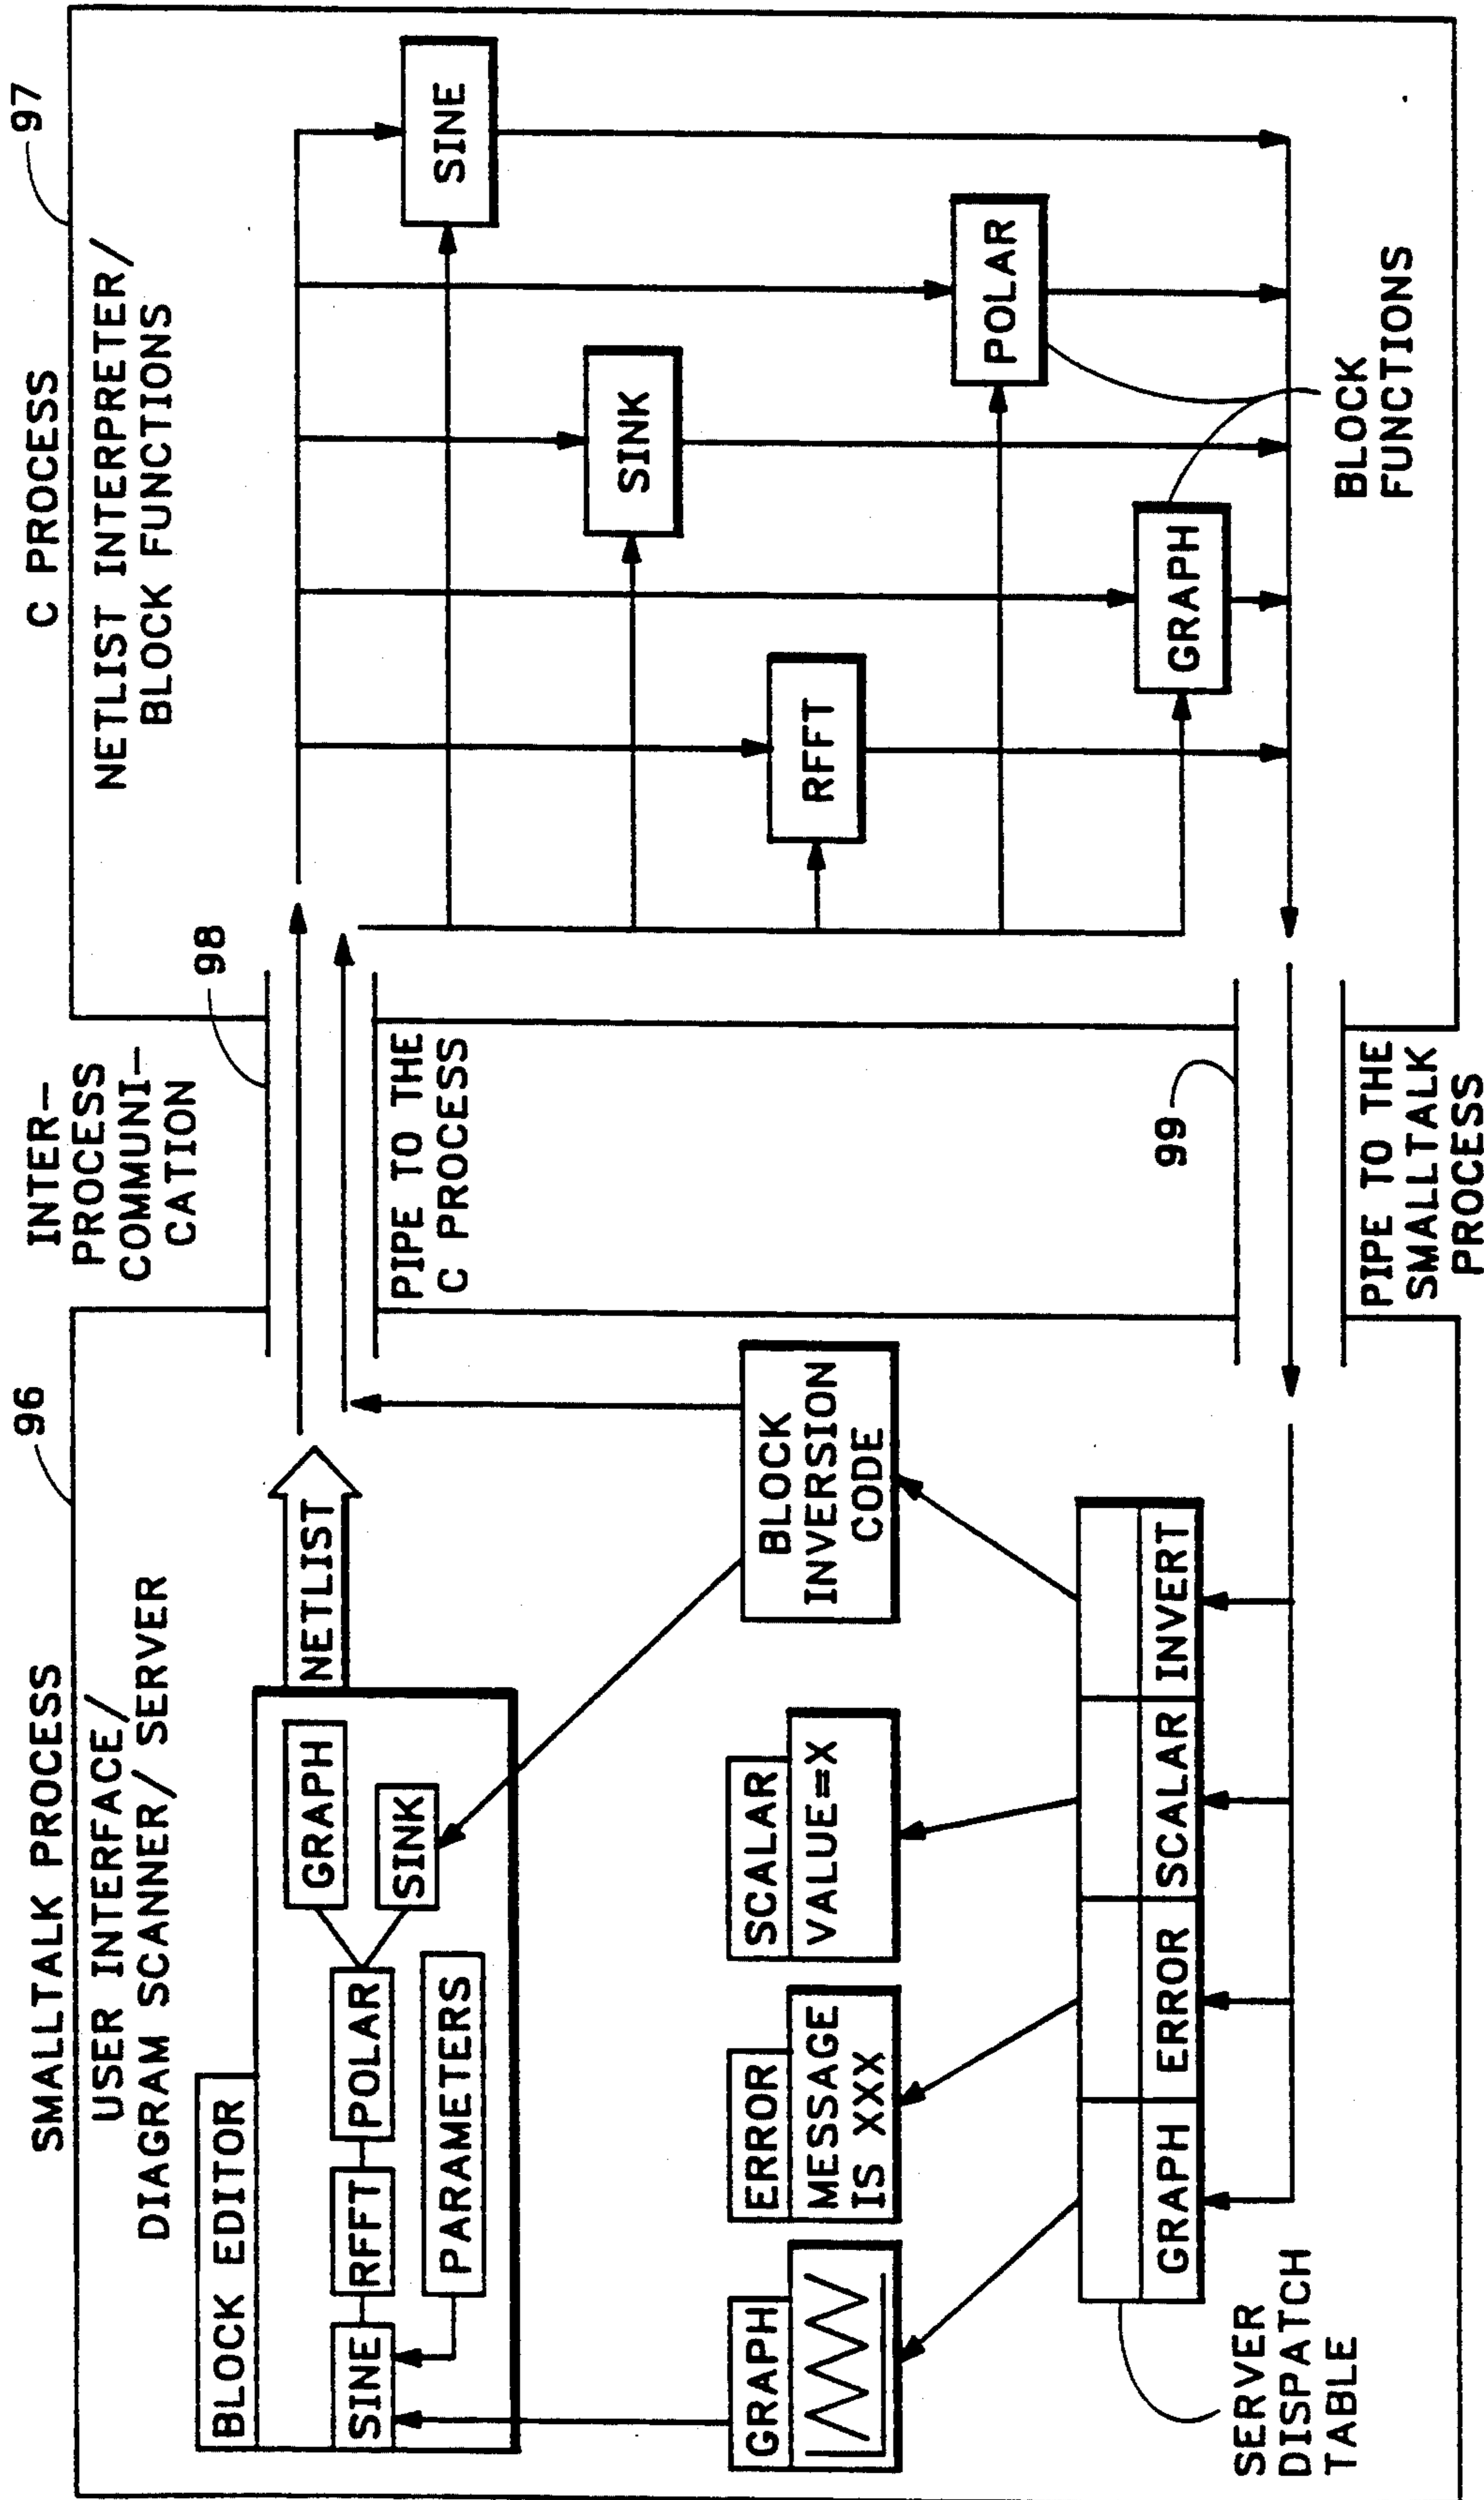 SMALLTALK PROCESS
96
USER INTERFACE/
DIAGRAM SCANNER/SERVER
BLOCK EDITOR
SINE
RFFT
POLAR
GRAPH
SINK
PARAMETERS
NETLIST
GRAPH
ERROR
MESSAGE
IS XXX
SCALAR
VALUE=X
BLOCK
INVERSION
CODE
GRAPH
ERROR
SCALAR
INVERT
SERVER
DISPATCH
TABLE
INTER-
PROCESS
COMMUNI-
CATION
98
PIPE TO THE
C PROCESS
99
PIPE TO THE
SMALLTALK
PROCESS
C PROCESS
97
NETLIST INTERPRETER/
BLOCK FUNCTIONS
SINE
SINK
RFFT
POLAR
GRAPH
BLOCK
FUNCTIONS